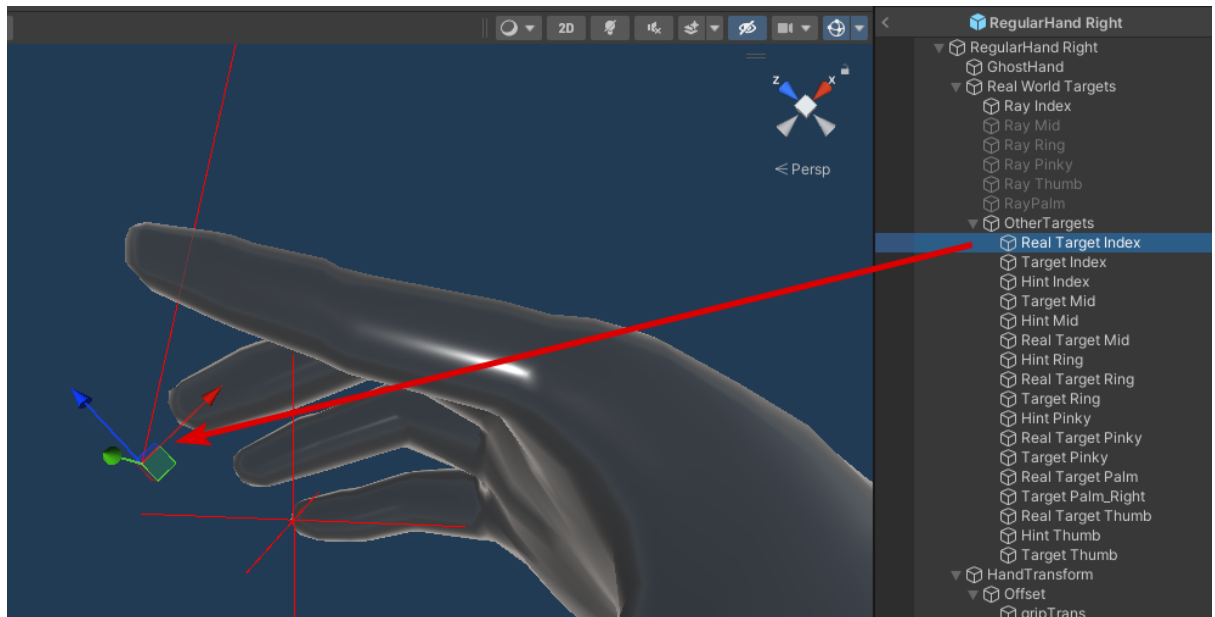 2D
RegularHand Right
RegularHand Right
GhostHand
Real World Targets
Ray Index
Ray Mid
Ray Ring
Ray Pinky
Ray Thumb
RayPalm
OtherTargets
Real Target Index
Target Index
Hint Index
Target Mid
Hint Mid
Real Target Mid
Hint Ring
Real Target Ring
Target Ring
Hint Pinky
Real Target Pinky
Target Pinky
Real Target Palm
Target Palm_Right
Real Target Thumb
Hint Thumb
Target Thumb
HandTransform
Offset
gripTrans
z
x
Persp